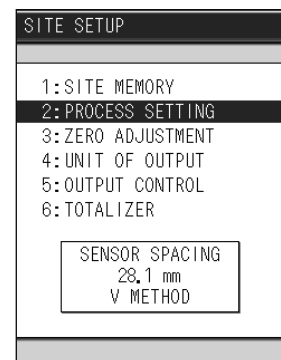 SITE SETUP
1:SITE MEMORY
2:PROCESS SETTING
3:ZERO ADJUSTMENT
4:UNIT OF OUTPUT
5:OUTPUT CONTROL
6:TOTALIZER
SENSOR SPACING
28.1 mm
V METHOD